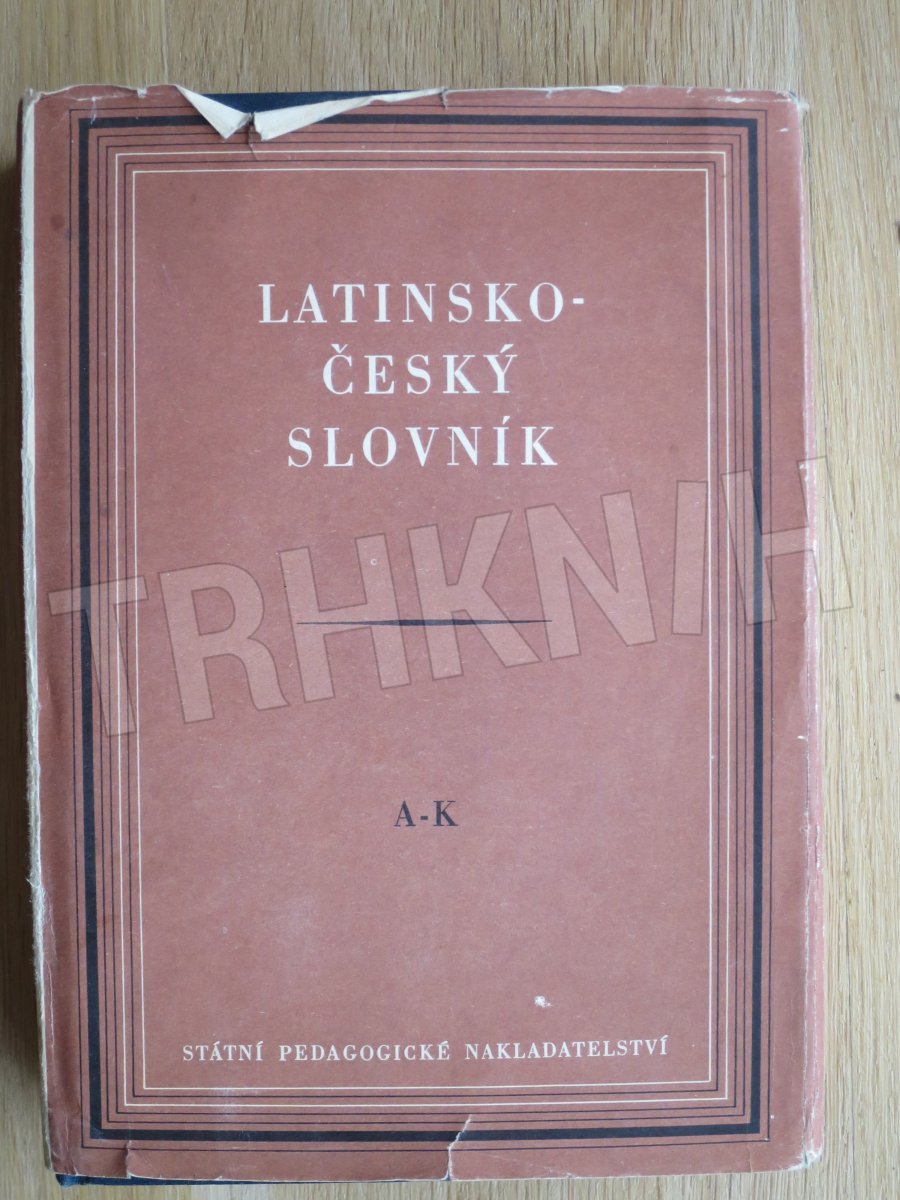 LATINSKO-
ČESKÝ
SLOVNÍK
TRHKNIH
A-K
STÁTNÍ PEDAGOGICKÉ NAKLADATELSTVÍ